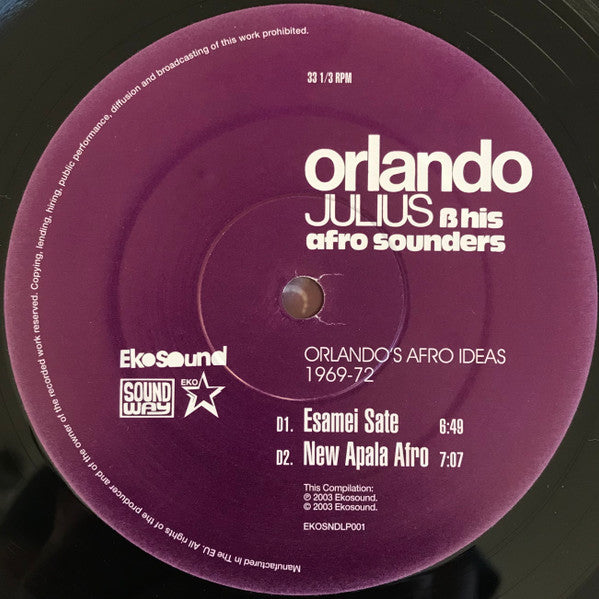 33 1/3 RPM
orlando
JULIUS & his
afro sounders
EkoSound
SOUND
WAY
EKO
ORLANDO'S AFRO IDEAS
1969-72
D1. Esamei Sate 6:49
D2. New Apala Afro 7:07
This Compilation:
℗ 2003 Ekosound.
© 2003 Ekosound.
EKOSNDLP001
Manufactured In The EU. All rights of the producer and of the owner of the recorded work reserved. Copying, lending, hiring, public performance, diffusion and broadcasting of this work prohibited.